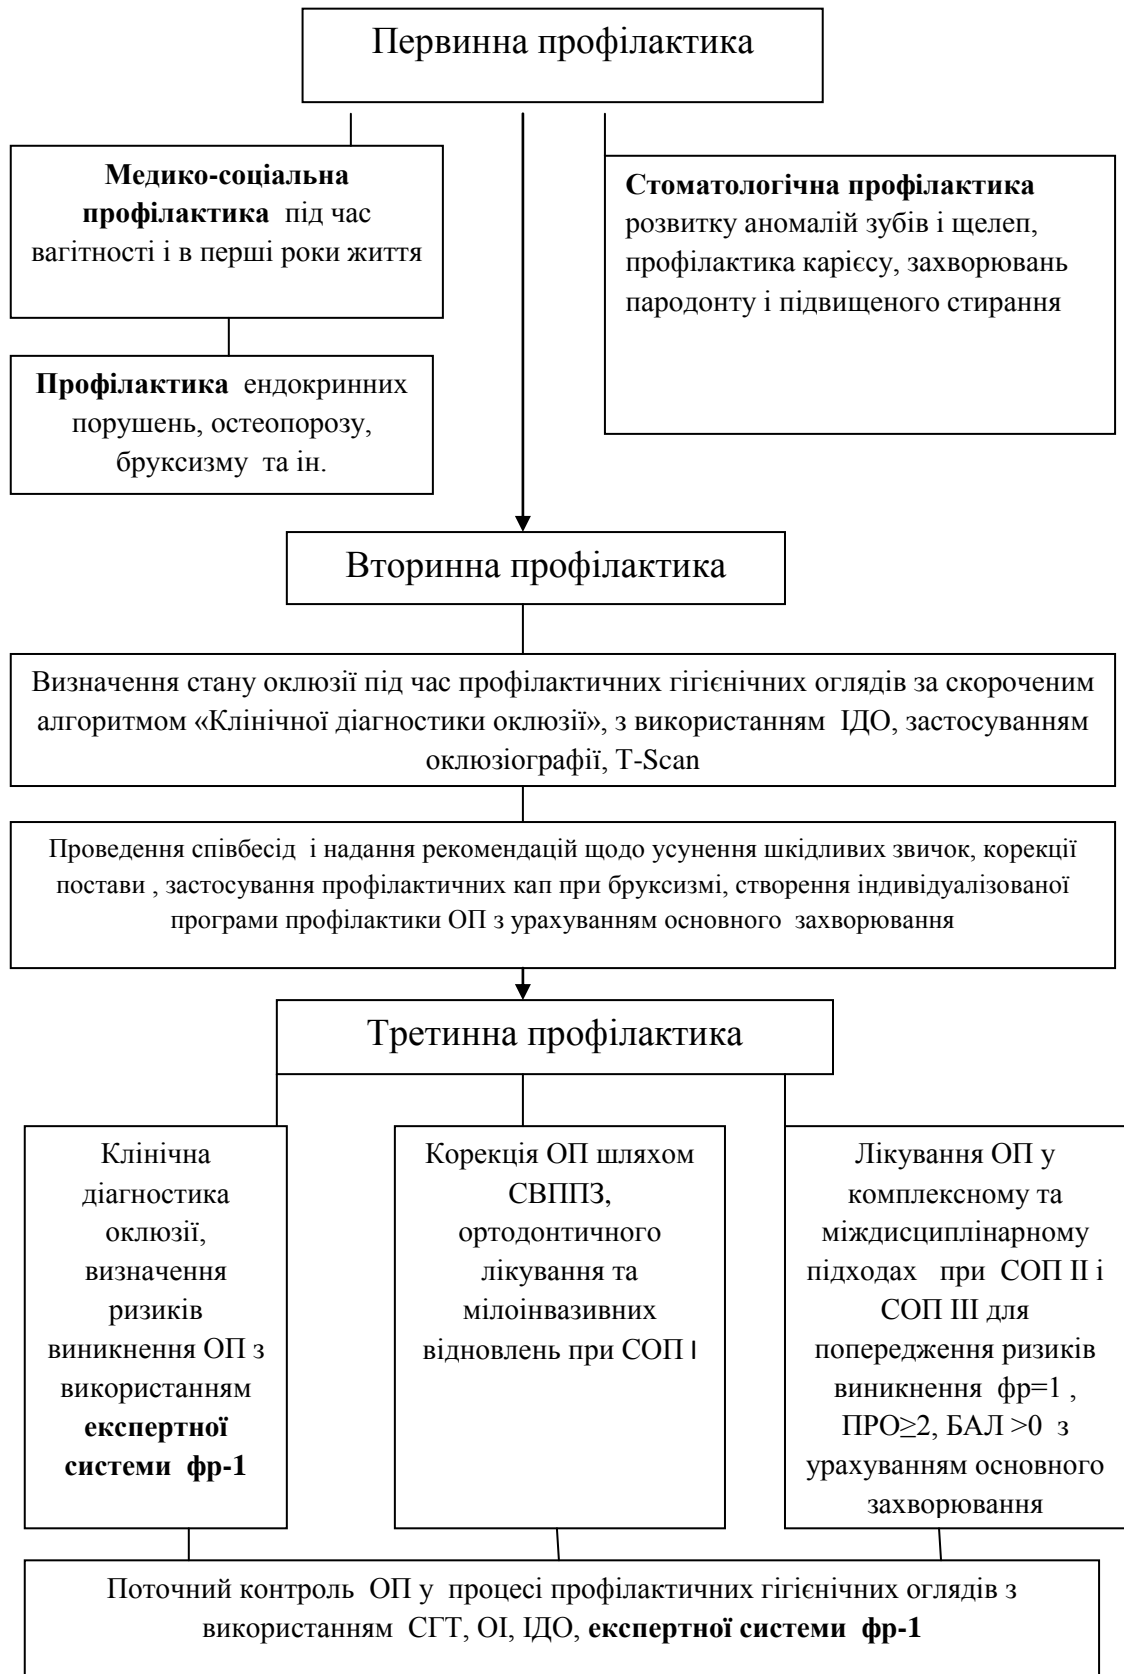 Первинна профілактика
Медико-соціальна
профілактика під час
вагітності і в перші роки життя
Стоматологічна профілактика
розвитку аномалій зубів і щелеп,
профілактика карієсу, захворювань
пародонту і підвищеного стирання
Профілактика ендокринних
порушень, остеопорозу,
бруксизму та ін.
Вторинна профілактика
Визначення стану оклюзії під час профілактичних гігієнічних оглядів за скороченим
алгоритмом «Клінічної діагностики оклюзії», з використанням ІДО, застосуванням
оклюзіографії, T-Scan
Проведення співбесід і надання рекомендацій щодо усунення шкідливих звичок, корекції
постави , застосування профілактичних кап при бруксизмі, створення індивідуалізованої
програми профілактики ОП з урахуванням основного захворювання
Третинна профілактика
Клінічна
діагностика
оклюзії,
визначення
ризиків
виникнення ОП з
використанням
експертної
системи фр-1
Корекція ОП шляхом
СВППЗ,
ортодонтичного
лікування та
мілоінвазивних
відновлень при СОП І
Лікування ОП у
комплексному та
міждисциплінарному
підходах при СОП ІІ і
СОП ІІІ для
попередження ризиків
виникнення фр=1 ,
ПРО≥2, БАЛ >0 з
урахуванням основного
захворювання
Поточний контроль ОП у процесі профілактичних гігієнічних оглядів з
використанням СГТ, ОІ, ІДО, експертної системи фр-1